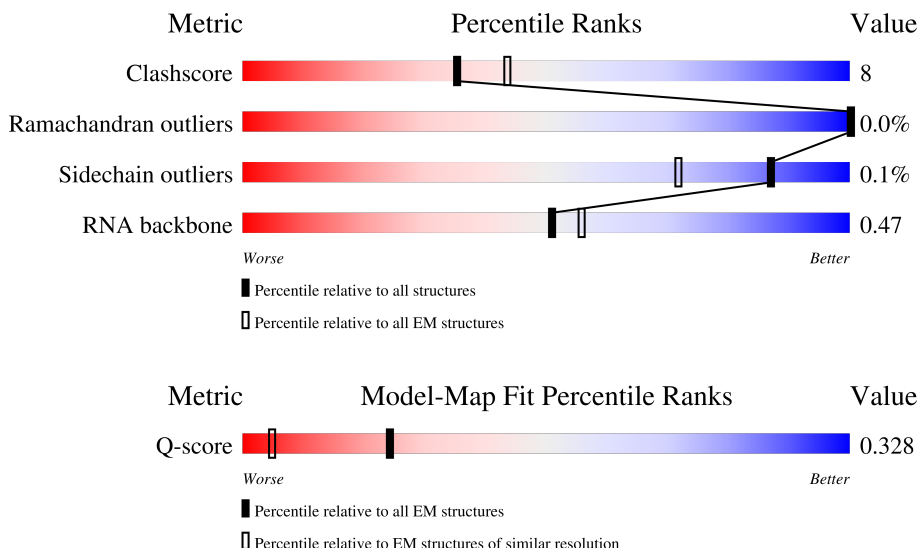 Metric Percentile Ranks Value
Clashscore 8
Ramachandran outliers 0.0%
Sidechain outliers 0.1%
RNA backbone 0.47
Worse Better
Percentile relative to all structures
Percentile relative to all EM structures
Metric Model-Map Fit Percentile Ranks Value
Q-score 0.328
Worse Better
Percentile relative to all EM structures
Percentile relative to EM structures of similar resolution